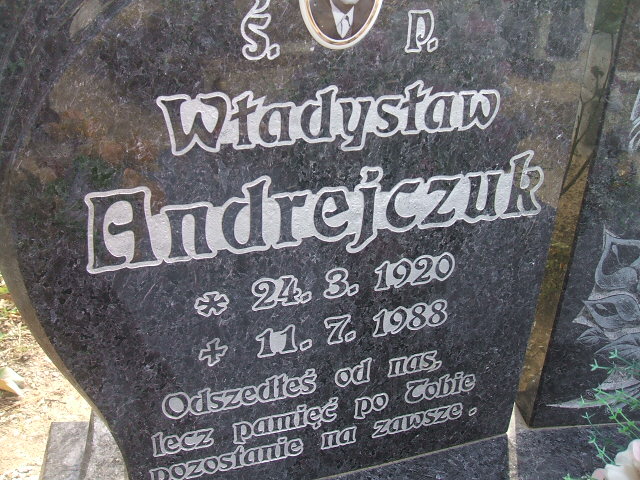 Ś. P.
Władysław
Andrejczuk
* 24. 3. 1920
+ 11. 7. 1988
Odszedłeś od nas,
lecz pamięć po Tobie
pozostanie na zawsze.